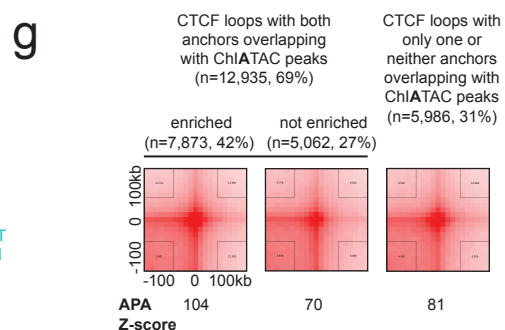 g
CTCF loops with both
anchors overlapping
with ChIATAC peaks
(n=12,935, 69%)
CTCF loops with
only one or
neither anchors
overlapping with
ChIATAC peaks
(n=5,986, 31%)
enriched
(n=7,873, 42%)
not enriched
(n=5,062, 27%)
100kb
0
-100
-100 0 100kb
APA 104 70 81
Z-score